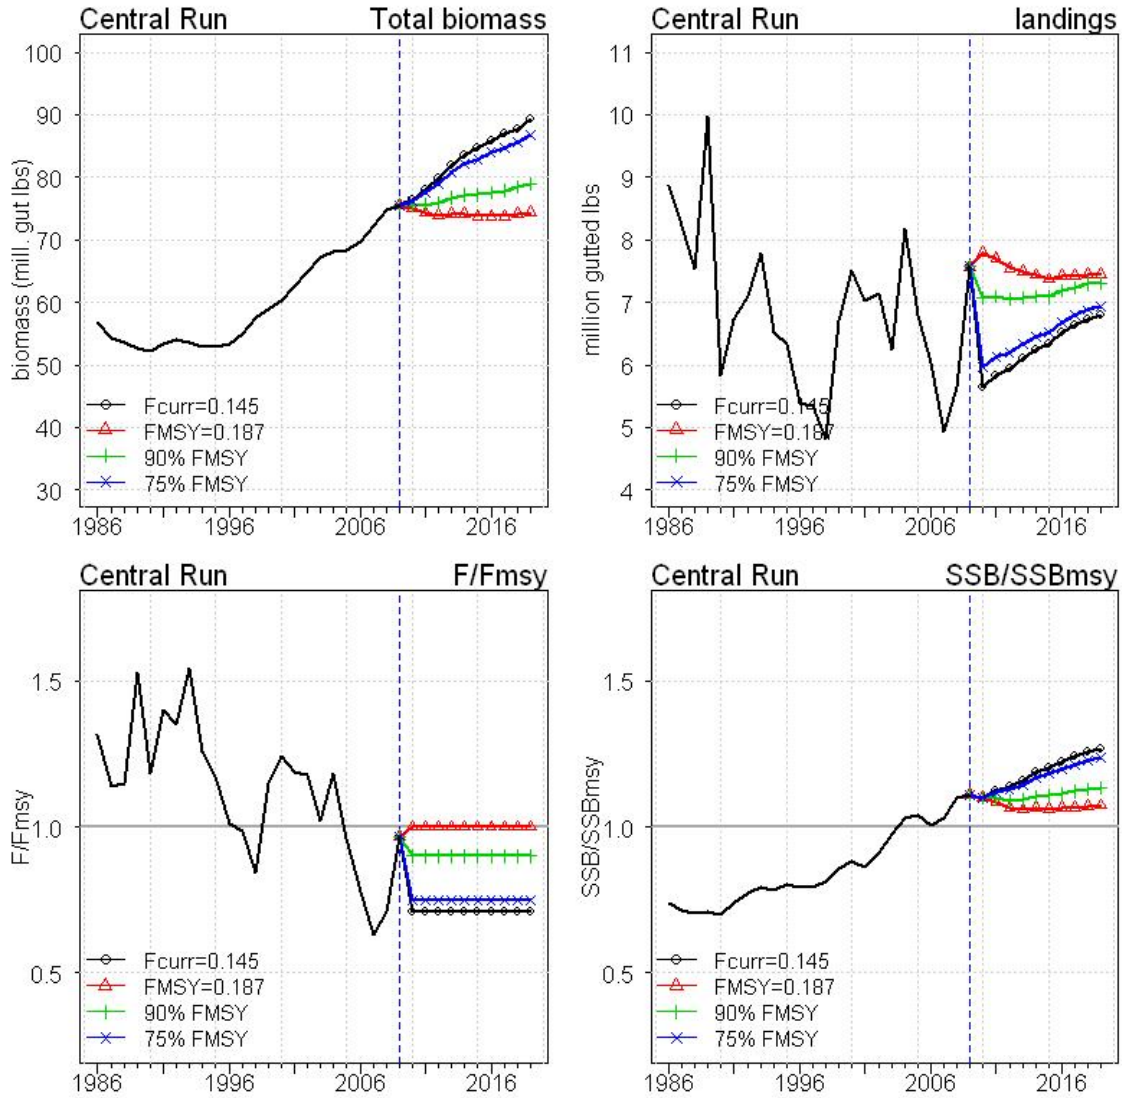 Central Run Total biomass
100
90
80
70
60
50
40
30
biomass (mill. gut lbs)
Fcurr=0.145
FMSY=0.187
90% FMSY
75% FMSY
1986 1996 2006 2016
Central Run landings
11
10
9
8
7
6
5
4
million gutted lbs
Fcurr=0.145
FMSY=0.187
90% FMSY
75% FMSY
1986 1996 2006 2016
Central Run F/Fmsy
1.5
1.0
0.5
F/Fmsy
Fcurr=0.145
FMSY=0.187
90% FMSY
75% FMSY
1986 1996 2006 2016
Central Run SSB/SSBmsy
1.5
1.0
0.5
SSB/SSBmsy
Fcurr=0.145
FMSY=0.187
90% FMSY
75% FMSY
1986 1996 2006 2016